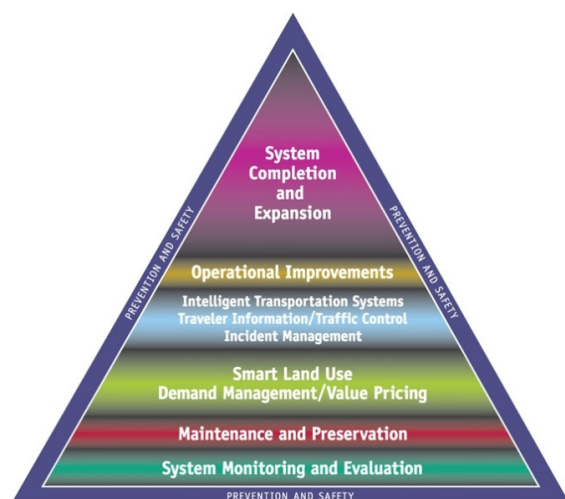 System
Completion
and
Expansion
PREVENTION AND SAFETY
PREVENTION AND SAFETY
Operational Improvements
Intelligent Transportation Systems
Traveler Information/Traffic Control
Incident Management
Smart Land Use
Demand Management/Value Pricing
Maintenance and Preservation
System Monitoring and Evaluation
PREVENTION AND SAFETY